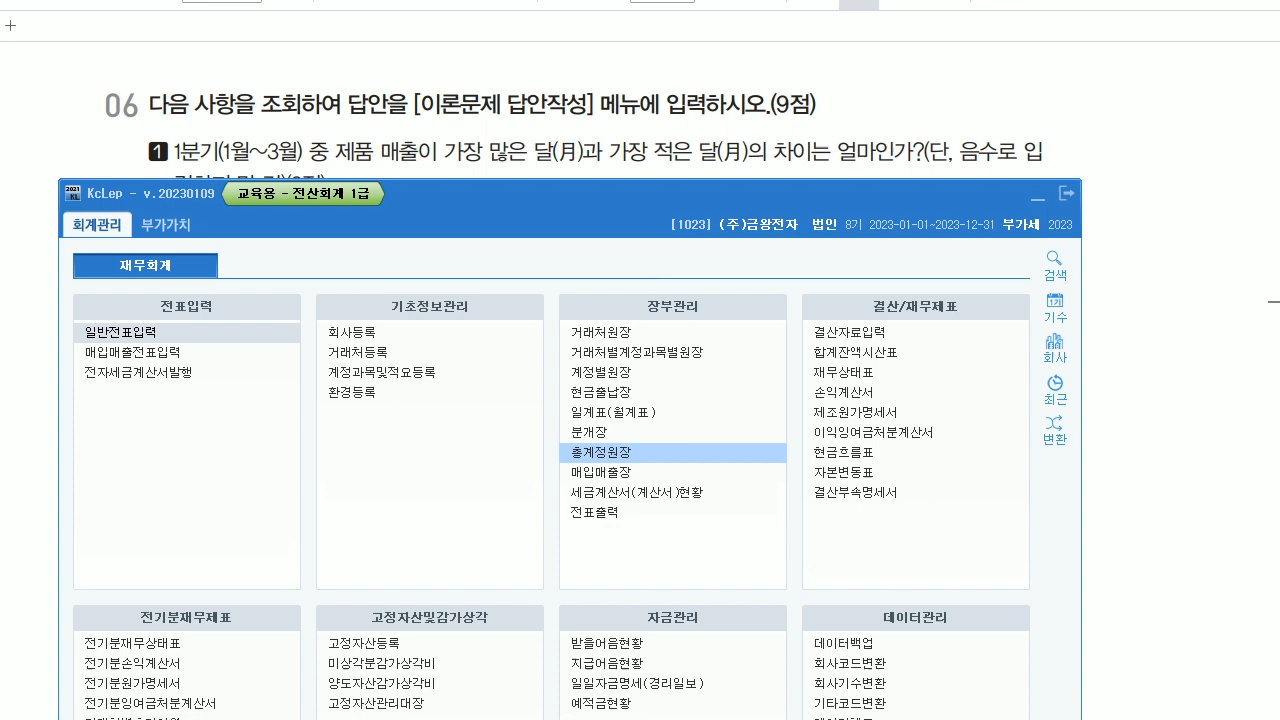 06 다음 사항을 조회하여 답안을 [이론문제 답안작성] 메뉴에 입력하시오.(9점)
1 1분기(1월~3월) 중 제품 매출이 가장 많은 달(月)과 가장 적은 달(月)의 차이는 얼마인가?(단, 음수로 입
KcLep - v.20230109 교육용 - 전산회계 1급
회계관리 부가가치 [1023] (주)금왕전자 법인 8기 2023-01-01~2023-12-31 부가세 2023
재무회계
검색
기수
회사
최근
변환
전표입력
일반전표입력
매입매출전표입력
전자세금계산서발행
기초정보관리
회사등록
거래처등록
계정과목및적요등록
환경등록
장부관리
거래처원장
거래처별계정과목별원장
계정별원장
현금출납장
일계표(월계표)
분개장
총계정원장
매입매출장
세금계산서(계산서)현황
전표출력
결산/재무제표
결산자료입력
합계잔액시산표
재무상태표
손익계산서
제조원가명세서
이익잉여금처분계산서
현금흐름표
자본변동표
결산부속명세서
전기분재무제표
전기분재무상태표
전기분손익계산서
전기분원가명세서
전기분잉여금처분계산서
고정자산및감가상각
고정자산등록
미상각분감가상각비
양도자산감가상각비
고정자산관리대장
자금관리
받을어음현황
지급어음현황
일일자금명세(경리일보)
예적금현황
데이터관리
데이터백업
회사코드변환
회사기수변환
기타코드변환